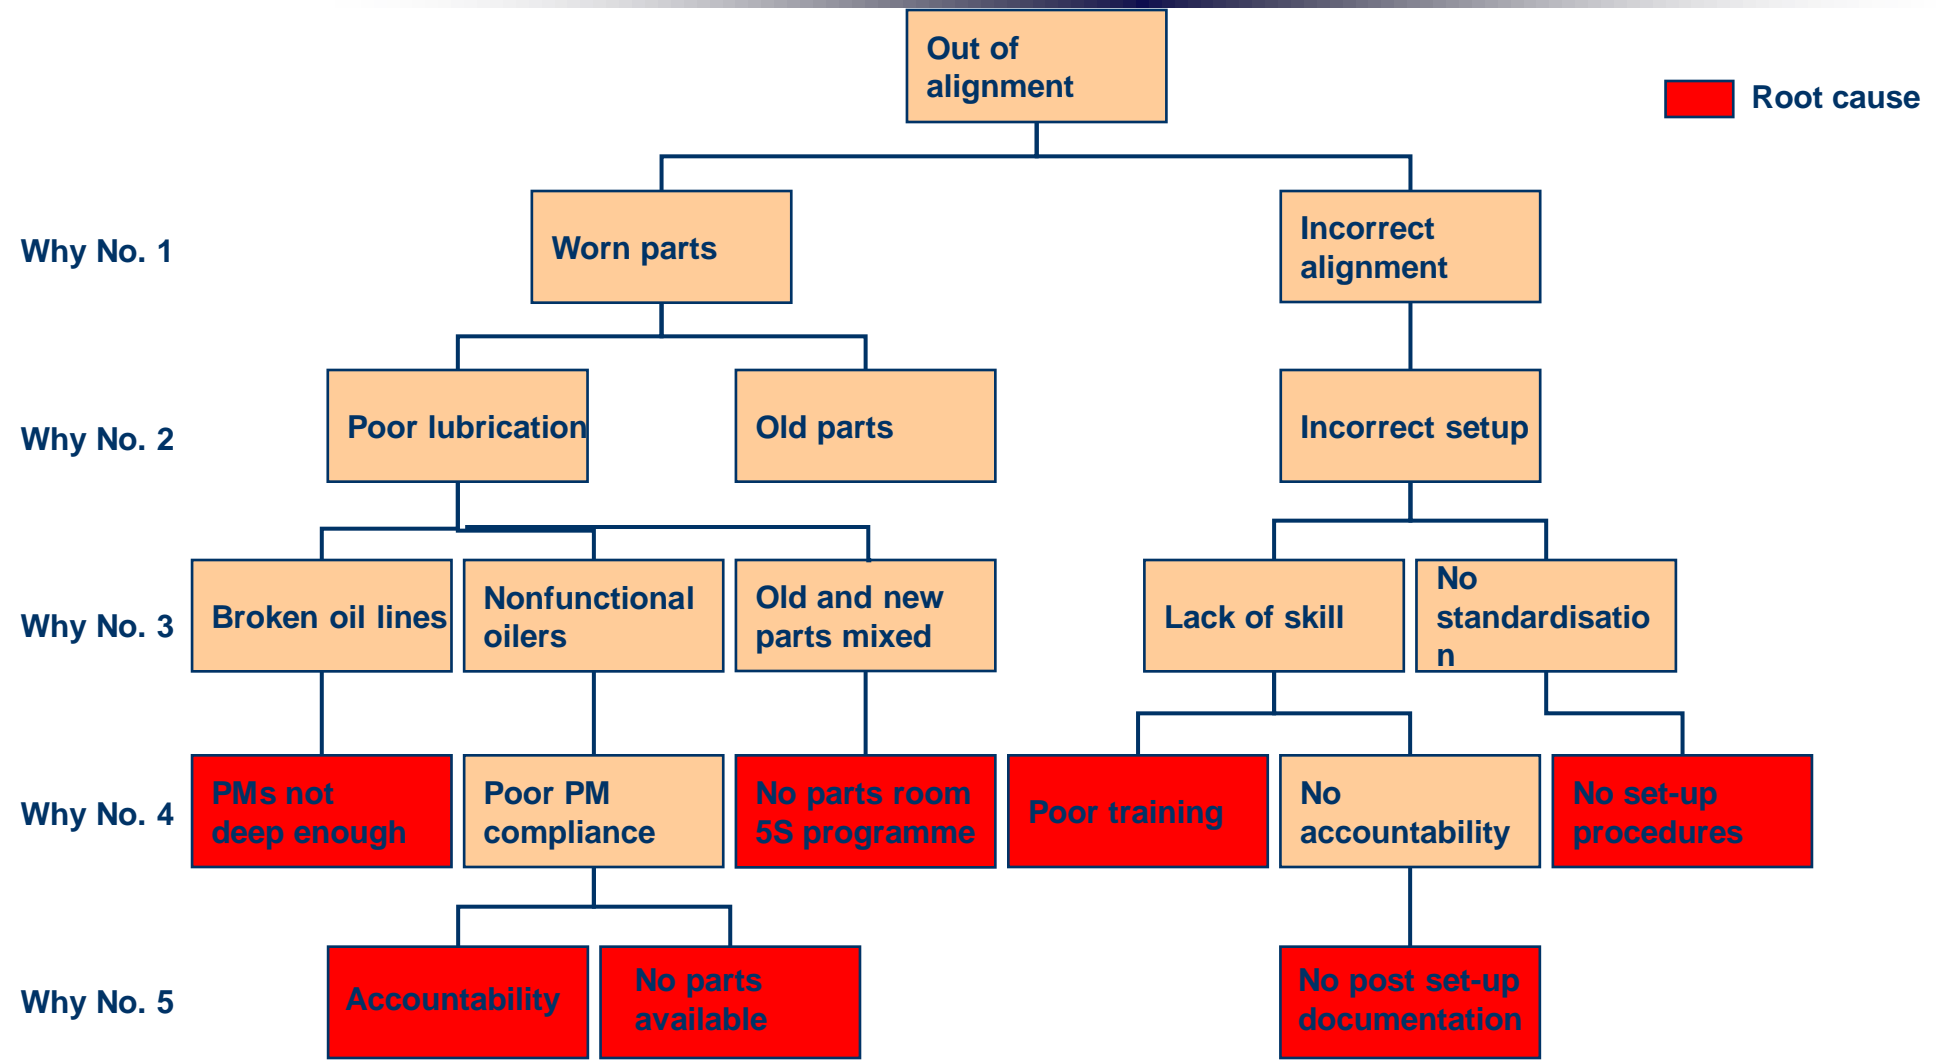 Out of
alignment
Root cause
Why No. 1
Worn parts
Incorrect
alignment
Why No. 2
Poor lubrication
Old parts
Incorrect setup
Why No. 3
Broken oil lines
Nonfunctional
oilers
Old and new
parts mixed
Lack of skill
No
standardisatio
n
Why No. 4
PMs not
deep enough
Poor PM
compliance
No parts room
5S programme
Poor training
No
accountability
No set-up
procedures
Why No. 5
Accountability
No parts
available
No post set-up
documentation